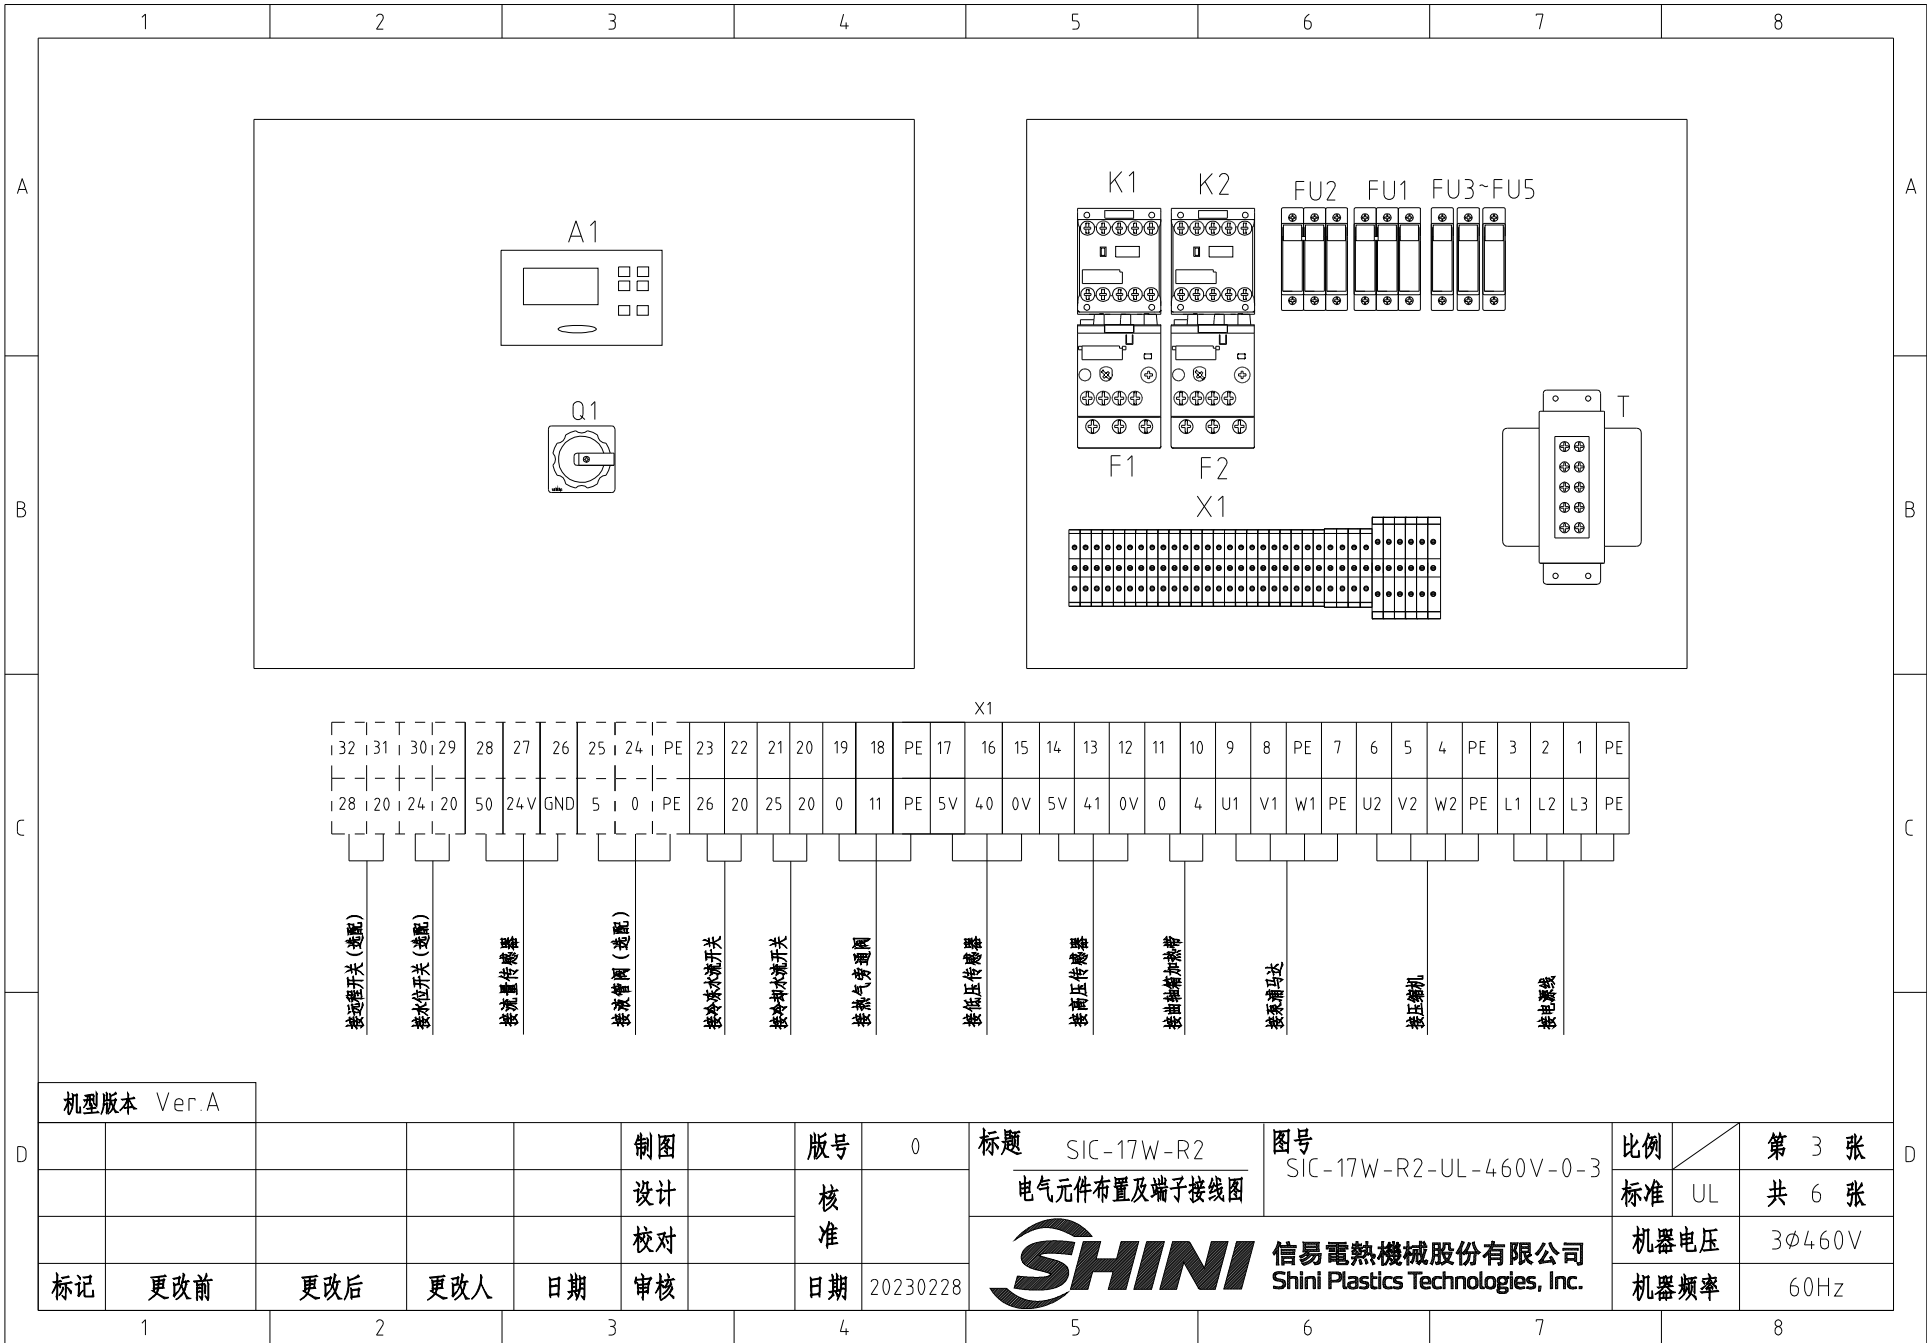 1 2 3 4 5 6 7 8
A A
K1 K2 FU2 FU1 FU3~FU5
A1
T
Q1
F1 F2
B B
X1
X1
32 31 30 29 28 27 26 25 24 PE 23 22 21 20 19 18 PE 17 16 15 14 13 12 11 10 9 8 PE 7 6 5 4 PE 3 2 1 PE
28 20 24 20 50 24V GND 5 0 PE 26 20 25 20 0 11 PE 5V 40 0V 5V 41 0V 0 4 U1 V1 W1 PE U2 V2 W2 PE L1 L2 L3 PE
C C
接远程开关(选配)
接水位开关(选配)
接流量传感器
接液管阀(选配)
接冷冻水流开关
接冷却水流开关
接热气旁通阀
接低压传感器
接高压传感器
接曲轴箱加热带
接泵浦马达
接压缩机
接电源线
机型版本 Ver.A
D D
制图 版号 0 标题 SIC-17W-R2 图号 SIC-17W-R2-UL-460V-0-3 比例 第 3 张
设计 核准 电气元件布置及端子接线图 标准 UL 共 6 张
校对 SHINI 信易電熱機械股份有限公司 机器电压 3Φ460V
Shini Plastics Technologies, Inc.
标记 更改前 更改后 更改人 日期 审核 日期 20230228 机器频率 60Hz
1 2 3 4 5 6 7 8